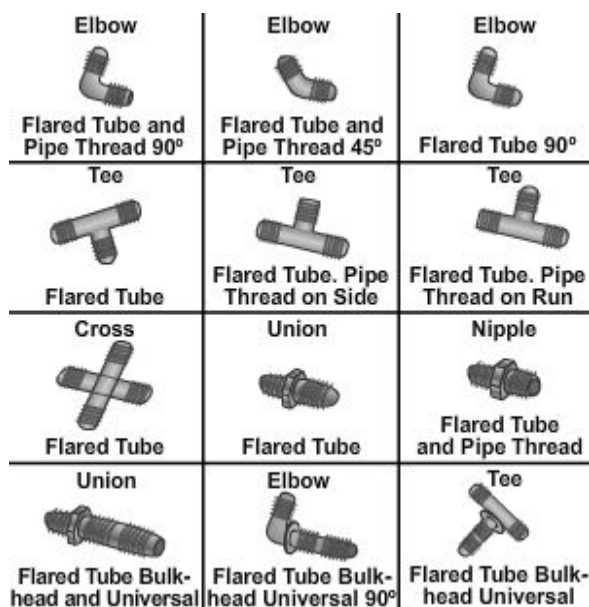 Elbow
Flared Tube and
Pipe Thread 90º
Elbow
Flared Tube and
Pipe Thread 45º
Elbow
Flared Tube 90º
Tee
Flared Tube
Tee
Flared Tube. Pipe
Thread on Side
Tee
Flared Tube. Pipe
Thread on Run
Cross
Flared Tube
Union
Flared Tube
Nipple
Flared Tube
and Pipe Thread
Union
Flared Tube Bulk-
head and Universal
Elbow
Flared Tube Bulk-
head Universal 90º
Tee
Flared Tube Bulk-
head Universal